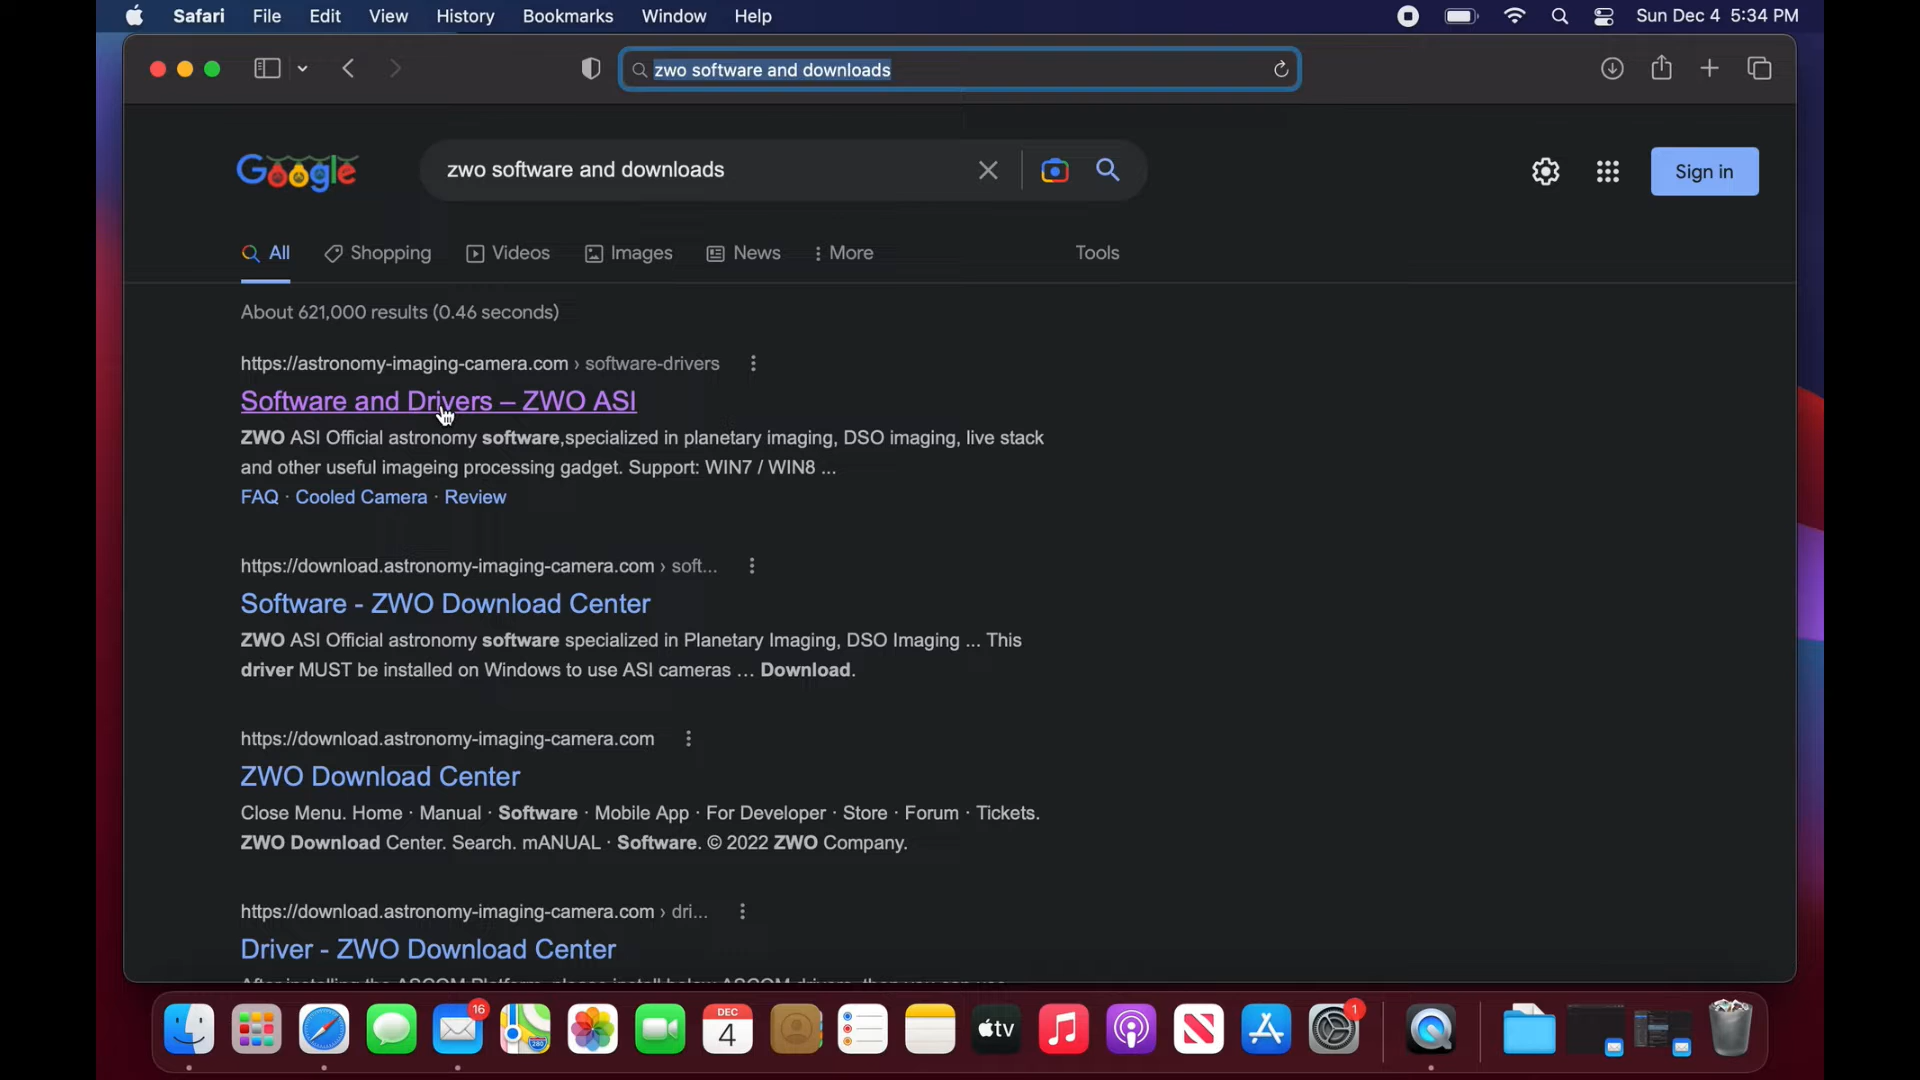 Safari File Edit View History Bookmarks Window Help Sun Dec 4 5:34 PM
zwo software and downloads
Google zwo software and downloads Sign in
All Shopping Videos Images News More Tools
About 621,000 results (0.46 seconds)
https://astronomy-imaging-camera.com › software-drivers
Software and Drivers – ZWO ASI
ZWO ASI Official astronomy software,specialized in planetary imaging, DSO imaging, live stack
and other useful imageing processing gadget. Support: WIN7 / WIN8 ...
FAQ · Cooled Camera · Review
https://download.astronomy-imaging-camera.com › soft...
Software - ZWO Download Center
ZWO ASI Official astronomy software specialized in Planetary Imaging, DSO Imaging ... This
driver MUST be installed on Windows to use ASI cameras ... Download.
https://download.astronomy-imaging-camera.com
ZWO Download Center
Close Menu. Home · Manual · Software · Mobile App · For Developer · Store · Forum · Tickets.
ZWO Download Center. Search. mANUAL · Software. © 2022 ZWO Company.
https://download.astronomy-imaging-camera.com › dri...
Driver - ZWO Download Center
16 280 DEC 4 tv 1